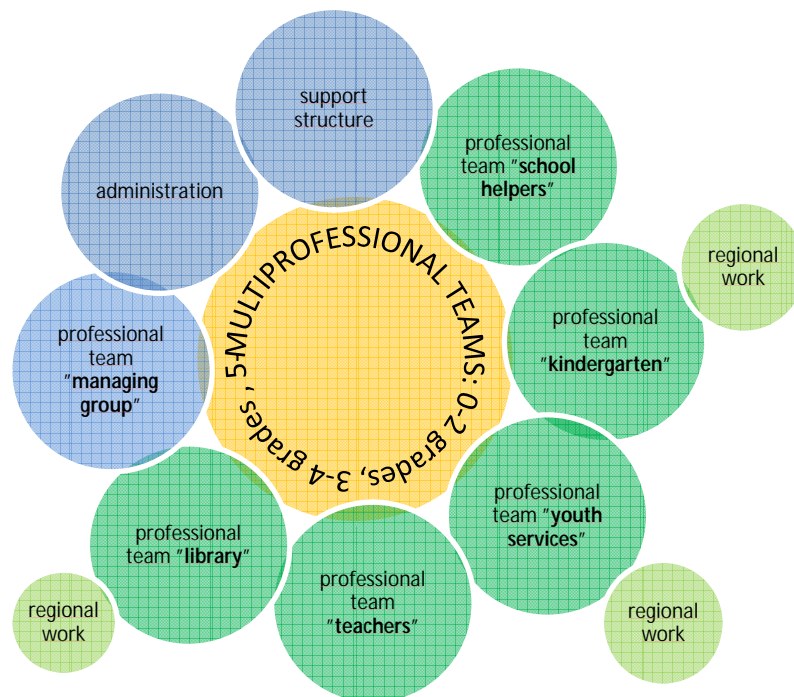 support
structure
professional
team "school
helpers"
administration
regional
work
professional
team
"kindergarten"
professional
team
"managing
group"
5-MULTIPROFESSIONAL TEAMS: 0-2 grades, 3-4 grades,
professional
team "youth
services"
professional
team "library"
professional
team
"teachers"
regional
work
regional
work